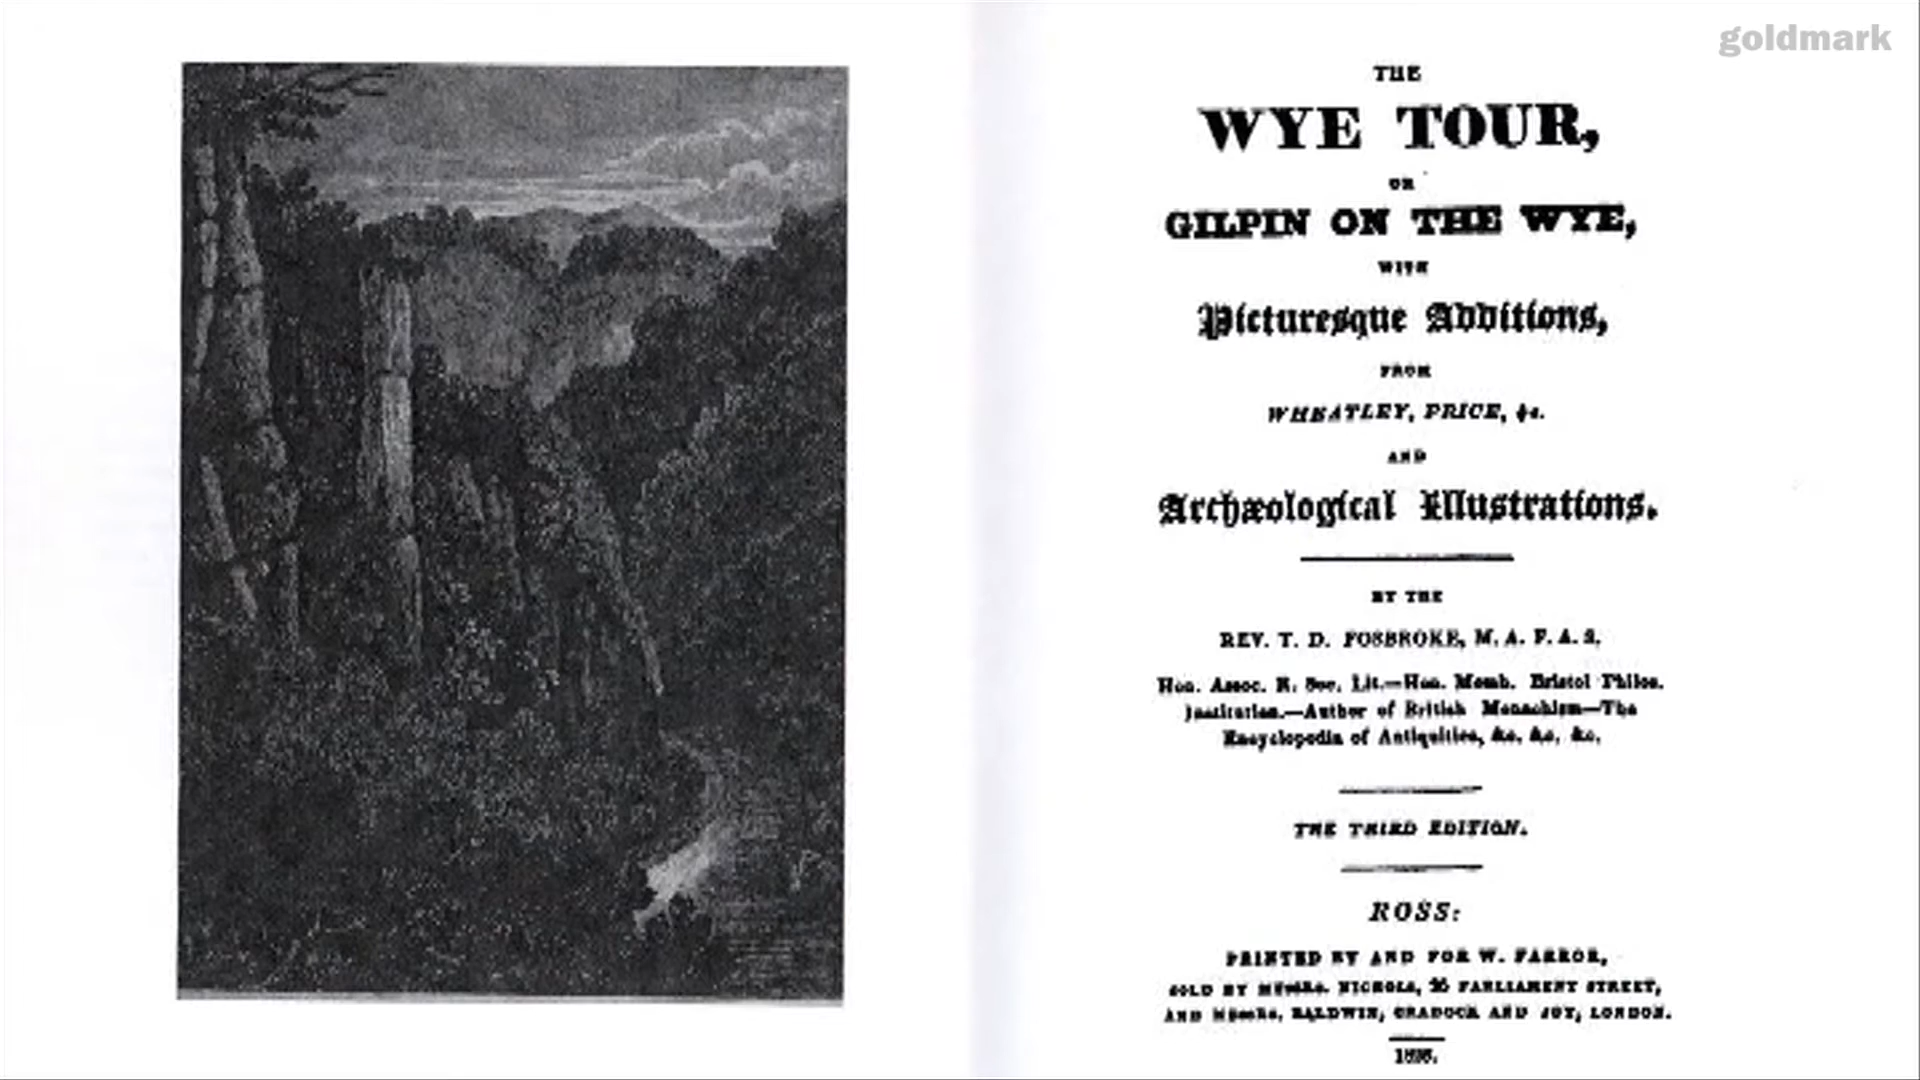 goldmark
THE
WYE TOUR,
OR
GILPIN ON THE WYE,
WITH
Picturesque Additions,
FROM
WHEATLEY, PRICE, &c.
AND
Archæological Illustrations.
BY THE
REV. T. D. FOSBROKE, M. A. F. A. S.
Hon. Assoc. R. Soc. Lit.—Hon. Memb. Bristol Philos.
Institution.—Author of British Monachism—The
Encyclopedia of Antiquities, &c. &c. &c.
THE THIRD EDITION.
ROSS:
PRINTED BY AND FOR W. FARROR,
SOLD BY MESSRS. NICHOLS, PARLIAMENT STREET,
AND MESSRS. BALDWIN, CRADOCK AND JOY, LONDON.